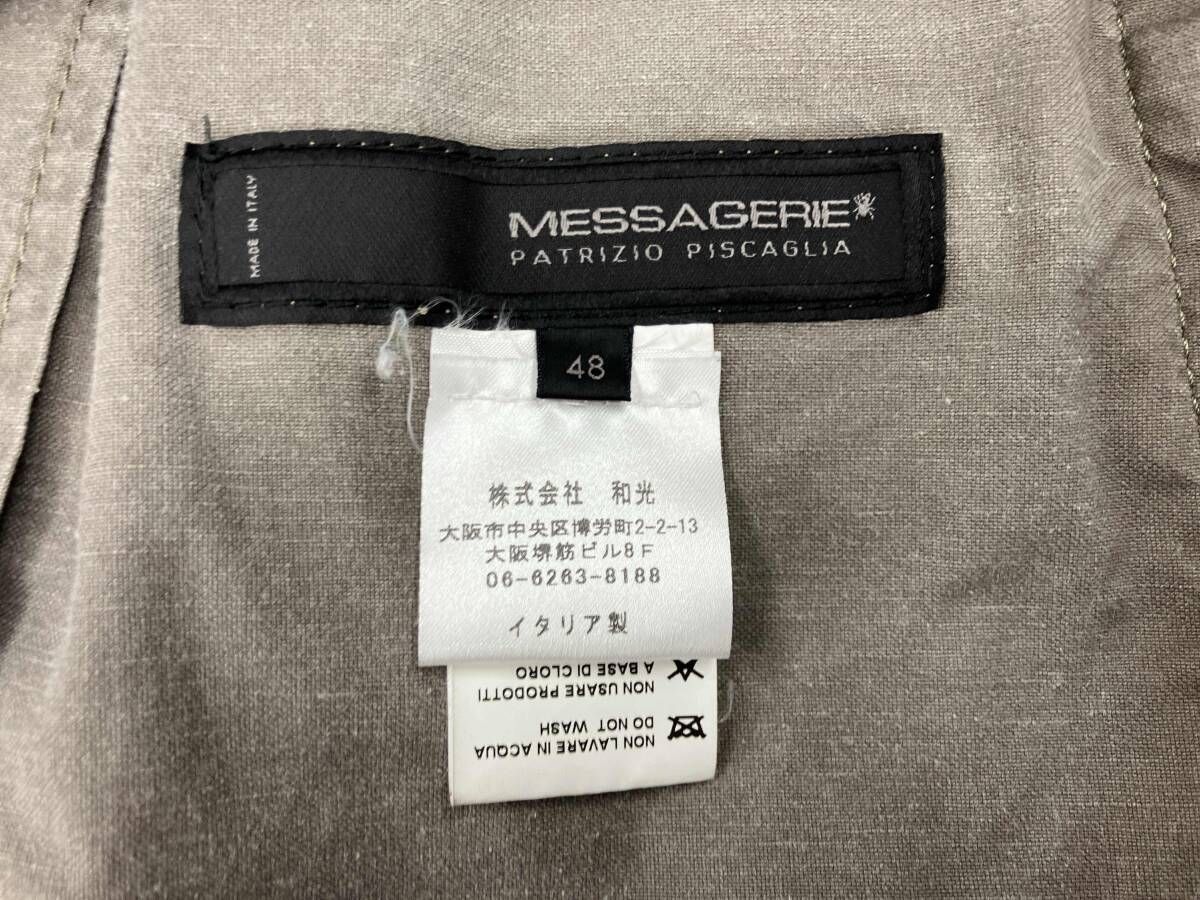 MADE IN ITALY
MESSAGERIE
PATRIZIO PISCAGLIA
48
株式会社 和光
大阪市中央区博労町2-2-13
大阪堺筋ビル8F
06-6263-8188
イタリア製
NON LAVARE IN ACQUA
DO NOT WASH
NON USARE PRODOTTI
A BASE DI CLORO